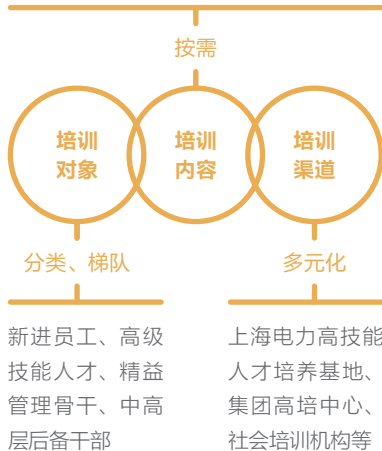 按需
培训
对象
培训
内容
培训
渠道
分类、梯队
多元化
新进员工、高级
技能人才、精益
管理骨干、中高
层后备干部
上海电力高技能
人才培养基地、
集团高培中心、
社会培训机构等